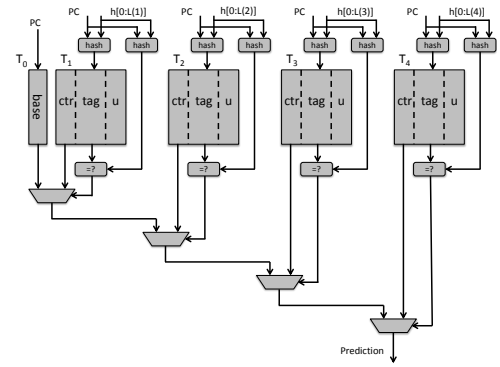 PC h[0:L(1)] PC h[0:L(2)] PC h[0:L(3)] PC h[0:L(4)]
PC
hash hash hash hash hash hash hash hash
T0 T1 T2 T3 T4
base ctr tag u ctr tag u ctr tag u ctr tag u
=? =? =? =?
Prediction